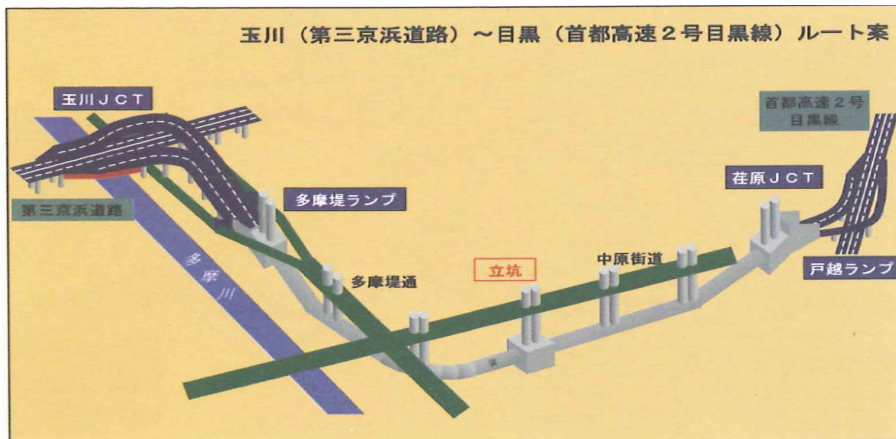 玉川（第三京浜道路）～目黒（首都高速２号目黒線）ルート案
玉川ＪＣＴ
首都高速２号
目黒線
荏原ＪＣＴ
多摩堤ランプ
第三京浜道路
立坑
中原街道
多摩堤通
戸越ランプ
多摩川